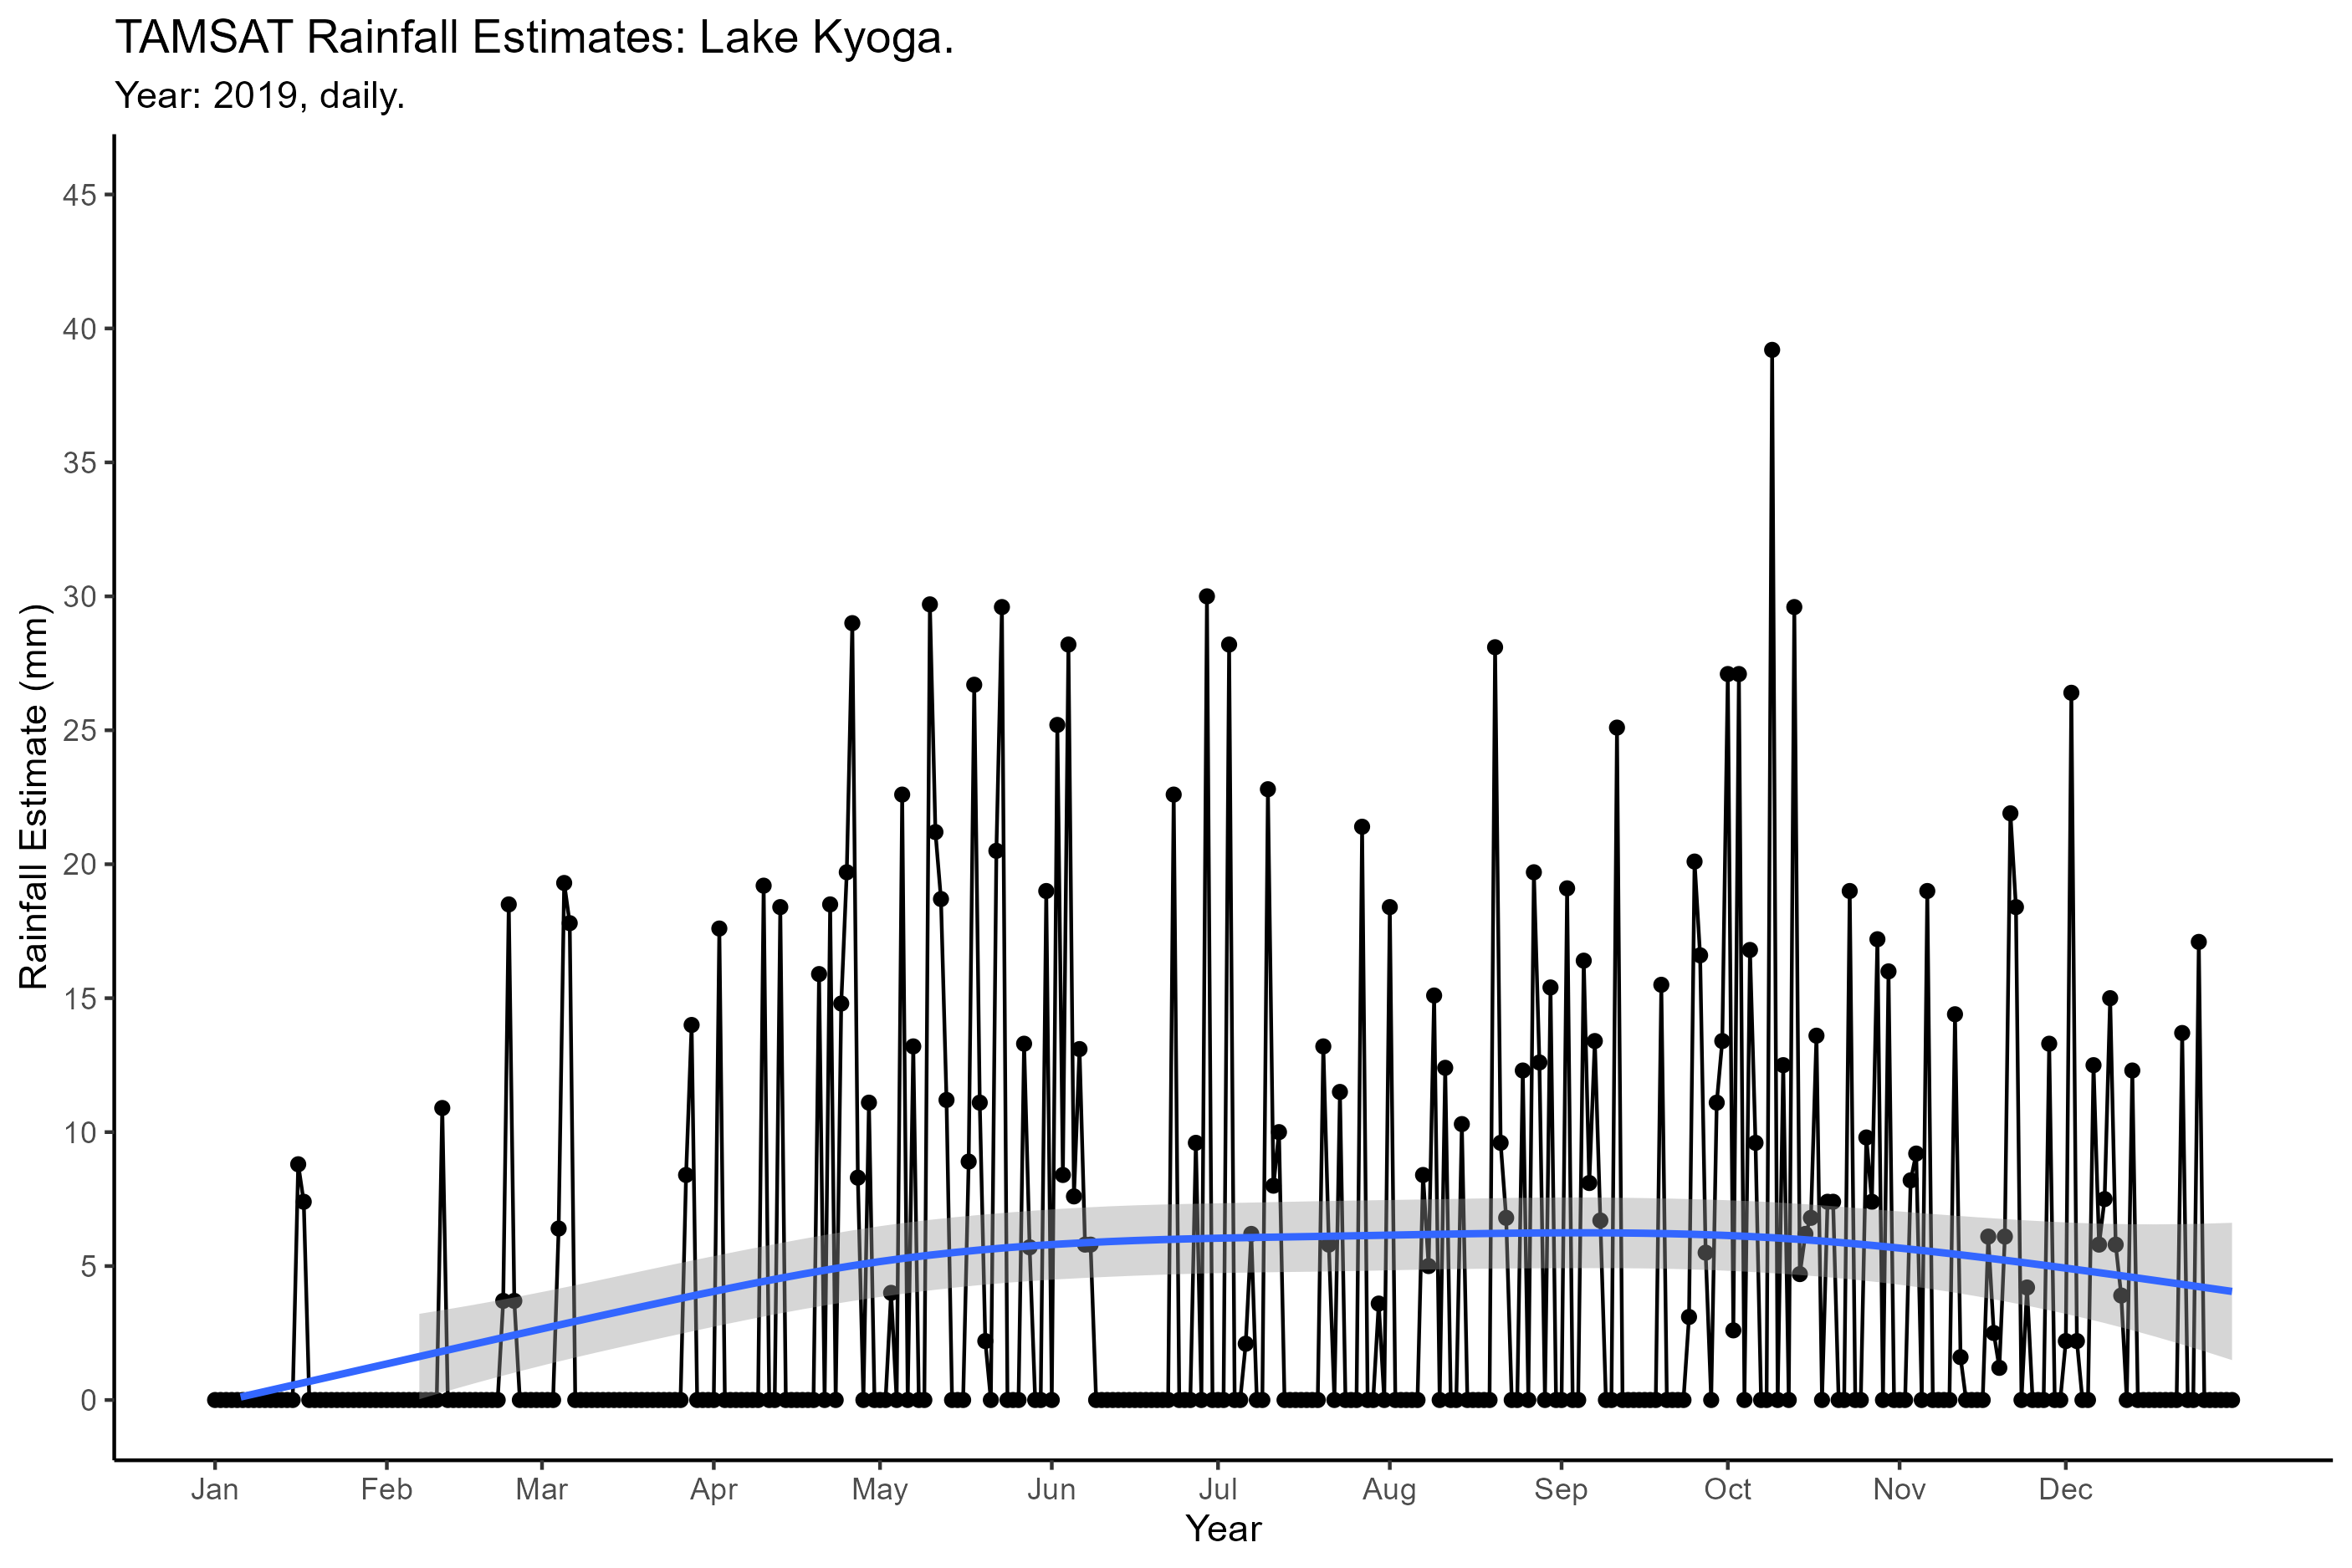 TAMSAT Rainfall Estimates: Lake Kyoga.
Year: 2019, daily.
Rainfall Estimate (mm)
45
40
35
30
25
20
15
10
5
0
Jan Feb Mar Apr May Jun Jul Aug Sep Oct Nov Dec
Year